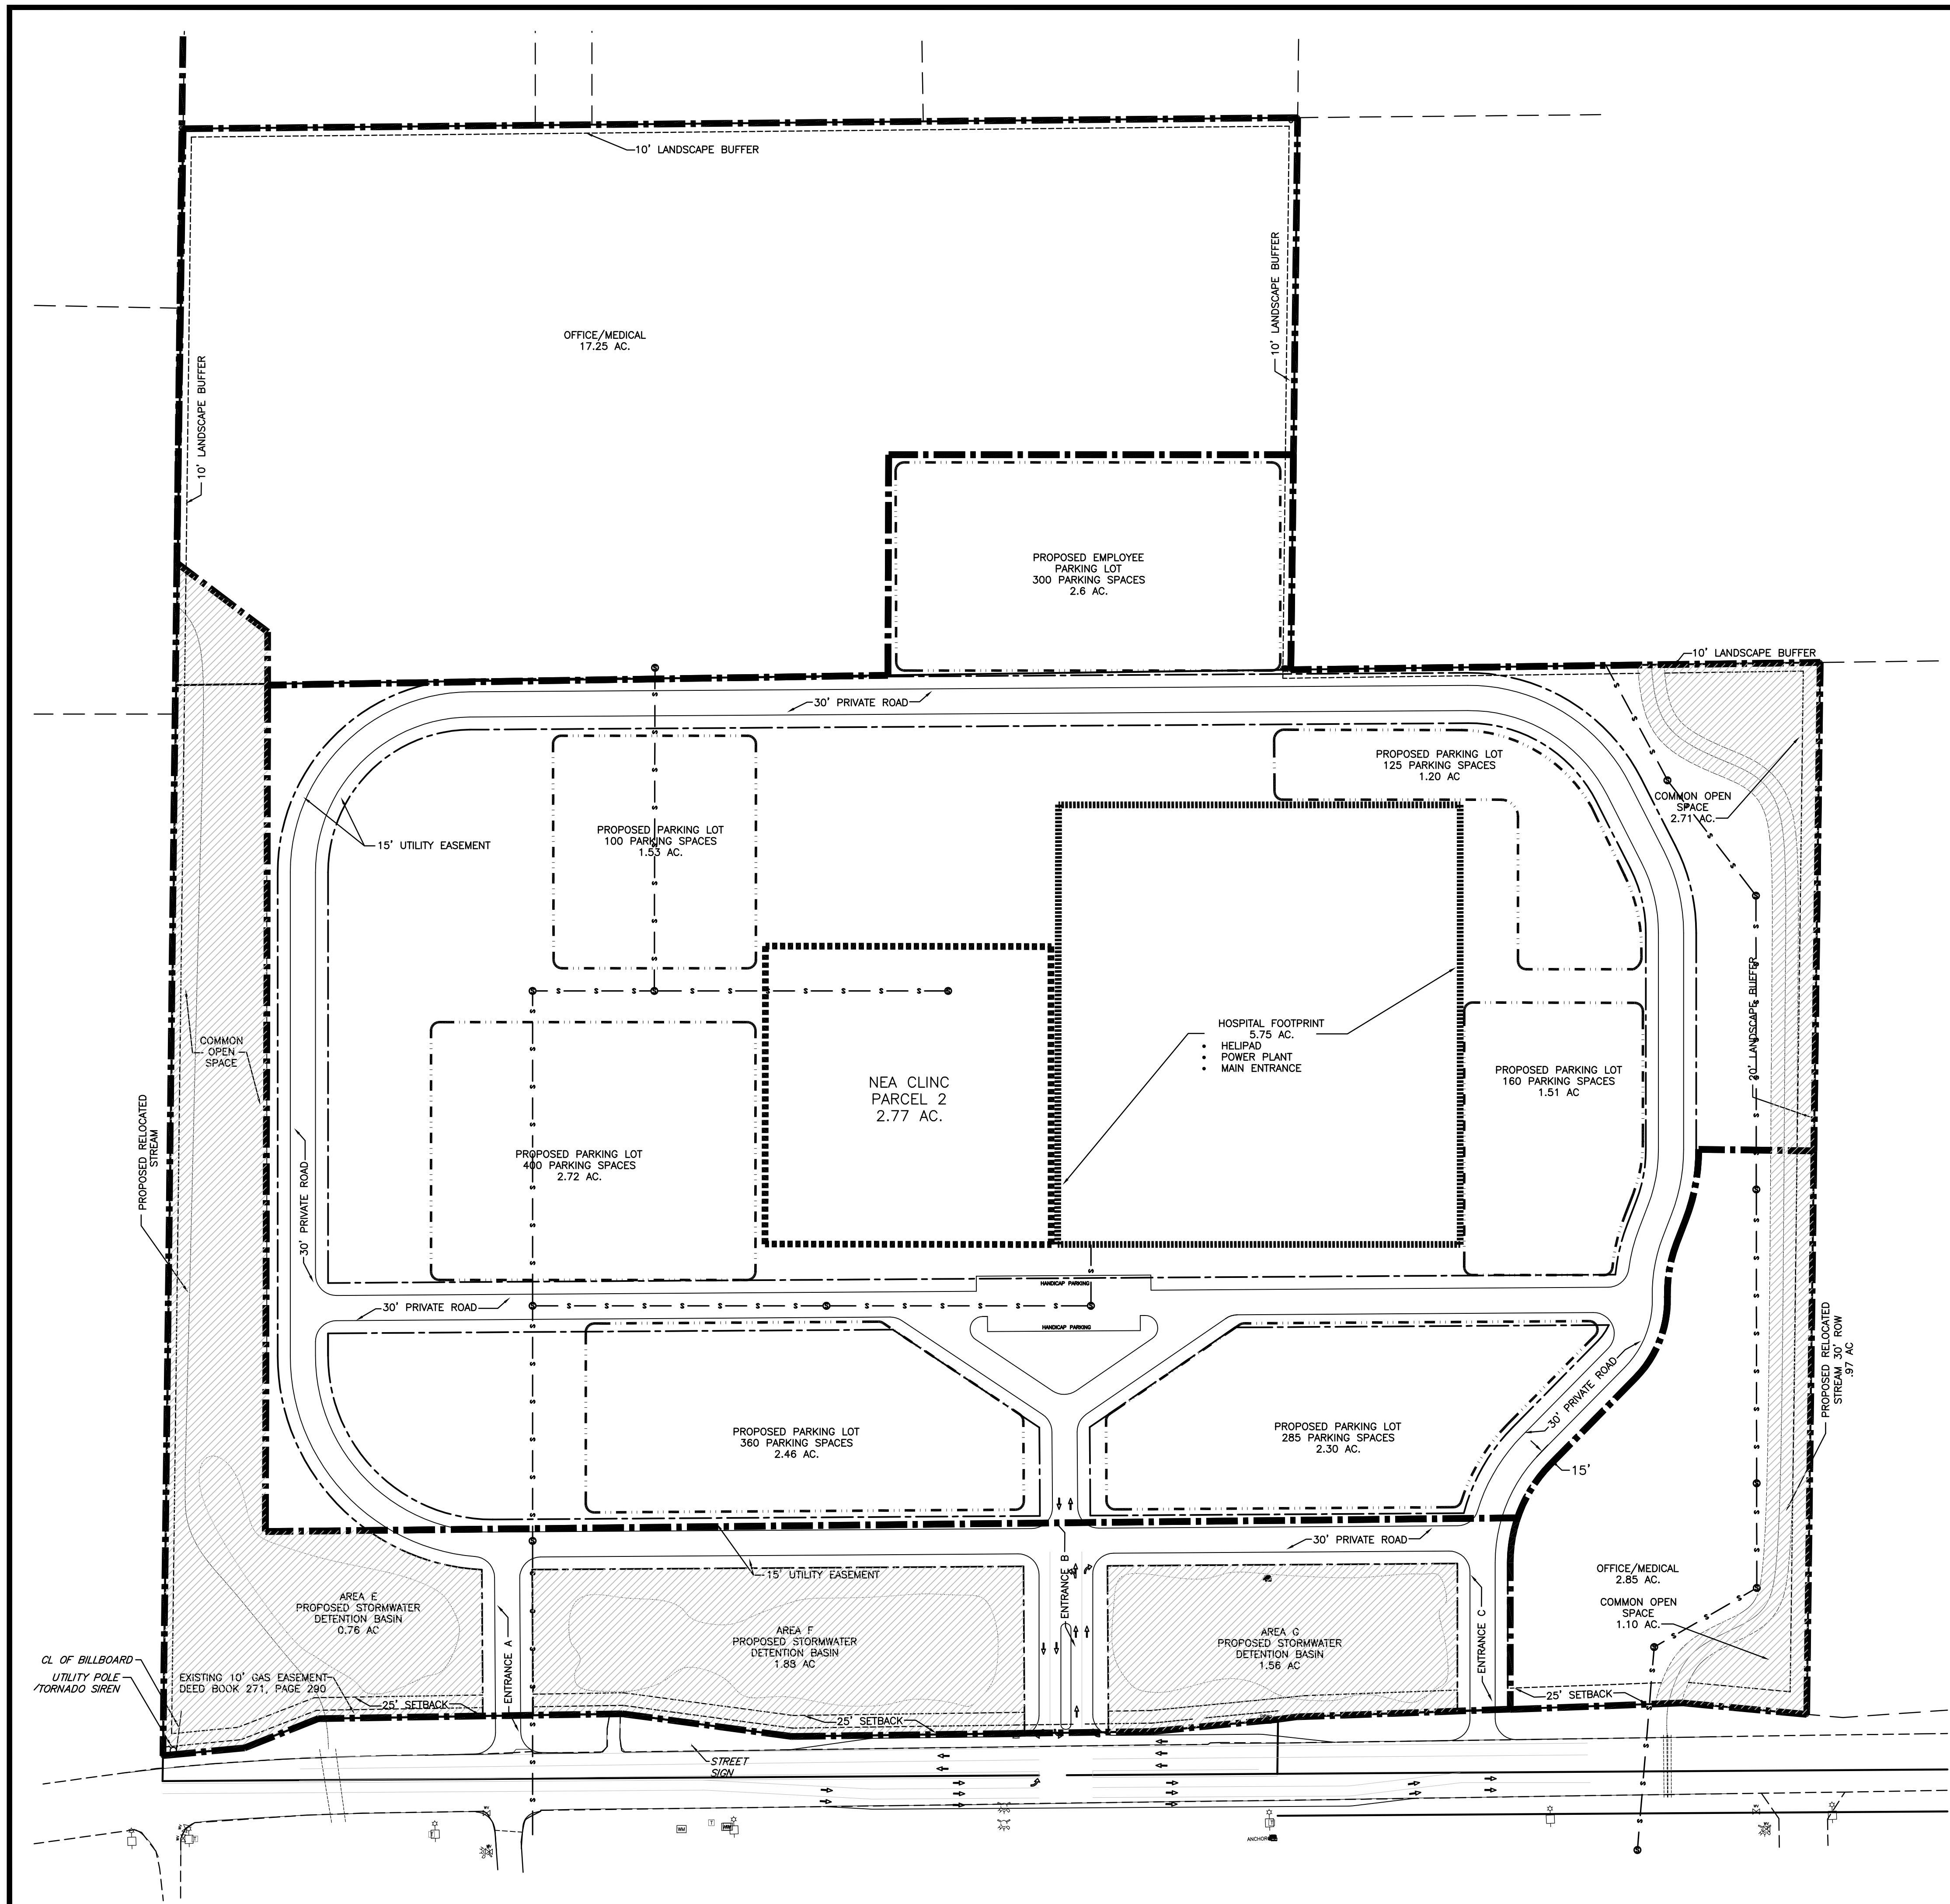 10' LANDSCAPE BUFFER
OFFICE/MEDICAL
17.25 AC.
10' LANDSCAPE BUFFER
10' LANDSCAPE BUFFER
PROPOSED EMPLOYEE
PARKING LOT
300 PARKING SPACES
2.6 AC.
10' LANDSCAPE BUFFER
30' PRIVATE ROAD
PROPOSED PARKING LOT
125 PARKING SPACES
1.20 AC
COMMON OPEN
SPACE
2.71 AC.
PROPOSED PARKING LOT
100 PARKING SPACES
1.53 AC.
15' UTILITY EASEMENT
20' LANDSCAPE BUFFER
COMMON
OPEN
SPACE
HOSPITAL FOOTPRINT
5.75 AC.
• HELIPAD
• POWER PLANT
• MAIN ENTRANCE
NEA CLINC
PARCEL 2
2.77 AC.
PROPOSED PARKING LOT
160 PARKING SPACES
1.51 AC
PROPOSED RELOCATED
STREAM
PROPOSED PARKING LOT
400 PARKING SPACES
2.72 AC.
30' PRIVATE ROAD
HANDICAP PARKING
30' PRIVATE ROAD
HANDICAP PARKING
PROPOSED RELOCATED
STREAM 30' ROW
.97 AC
30' PRIVATE ROAD
PROPOSED PARKING LOT
360 PARKING SPACES
2.46 AC.
PROPOSED PARKING LOT
285 PARKING SPACES
2.30 AC.
15'
30' PRIVATE ROAD
15' UTILITY EASEMENT
ENTRANCE B
OFFICE/MEDICAL
2.85 AC.
COMMON OPEN
SPACE
1.10 AC.
AREA E
PROPOSED STORMWATER
DETENTION BASIN
0.76 AC
ENTRANCE A
AREA F
PROPOSED STORMWATER
DETENTION BASIN
1.88 AC
AREA G
PROPOSED STORMWATER
DETENTION BASIN
1.56 AC
ENTRANCE C
CL OF BILLBOARD
UTILITY POLE
/TORNADO SIREN
EXISTING 10' GAS EASEMENT
DEED BOOK 271, PAGE 290
25' SETBACK
25' SETBACK
25' SETBACK
STREET
SIGN
WM
T
WM
ANCHOR